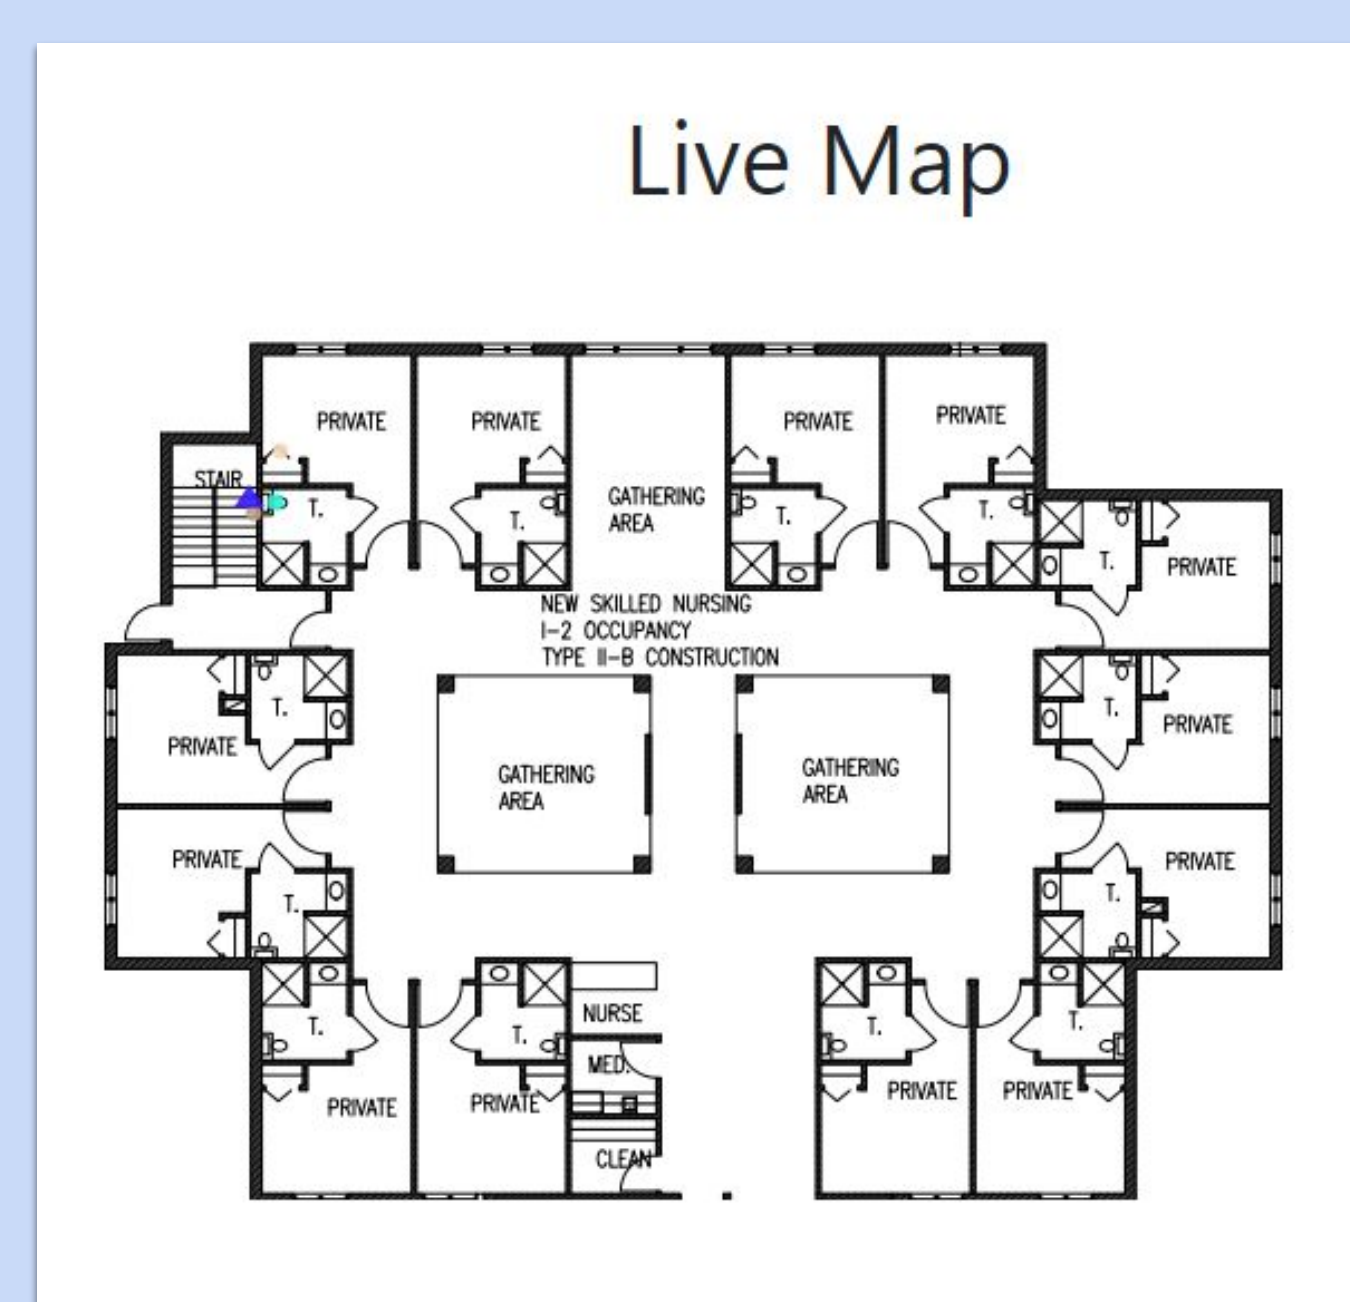 Live Map
PRIVATE
PRIVATE
PRIVATE
PRIVATE
STAIR
T.
T.
GATHERING
AREA
T.
T.
T.
PRIVATE
NEW SKILLED NURSING
I-2 OCCUPANCY
TYPE II-B CONSTRUCTION
PRIVATE
T.
GATHERING
AREA
GATHERING
AREA
T.
PRIVATE
PRIVATE
T.
T.
PRIVATE
T.
T.
NURSE
T.
T.
MED.
PRIVATE
PRIVATE
PRIVATE
PRIVATE
CLEAN